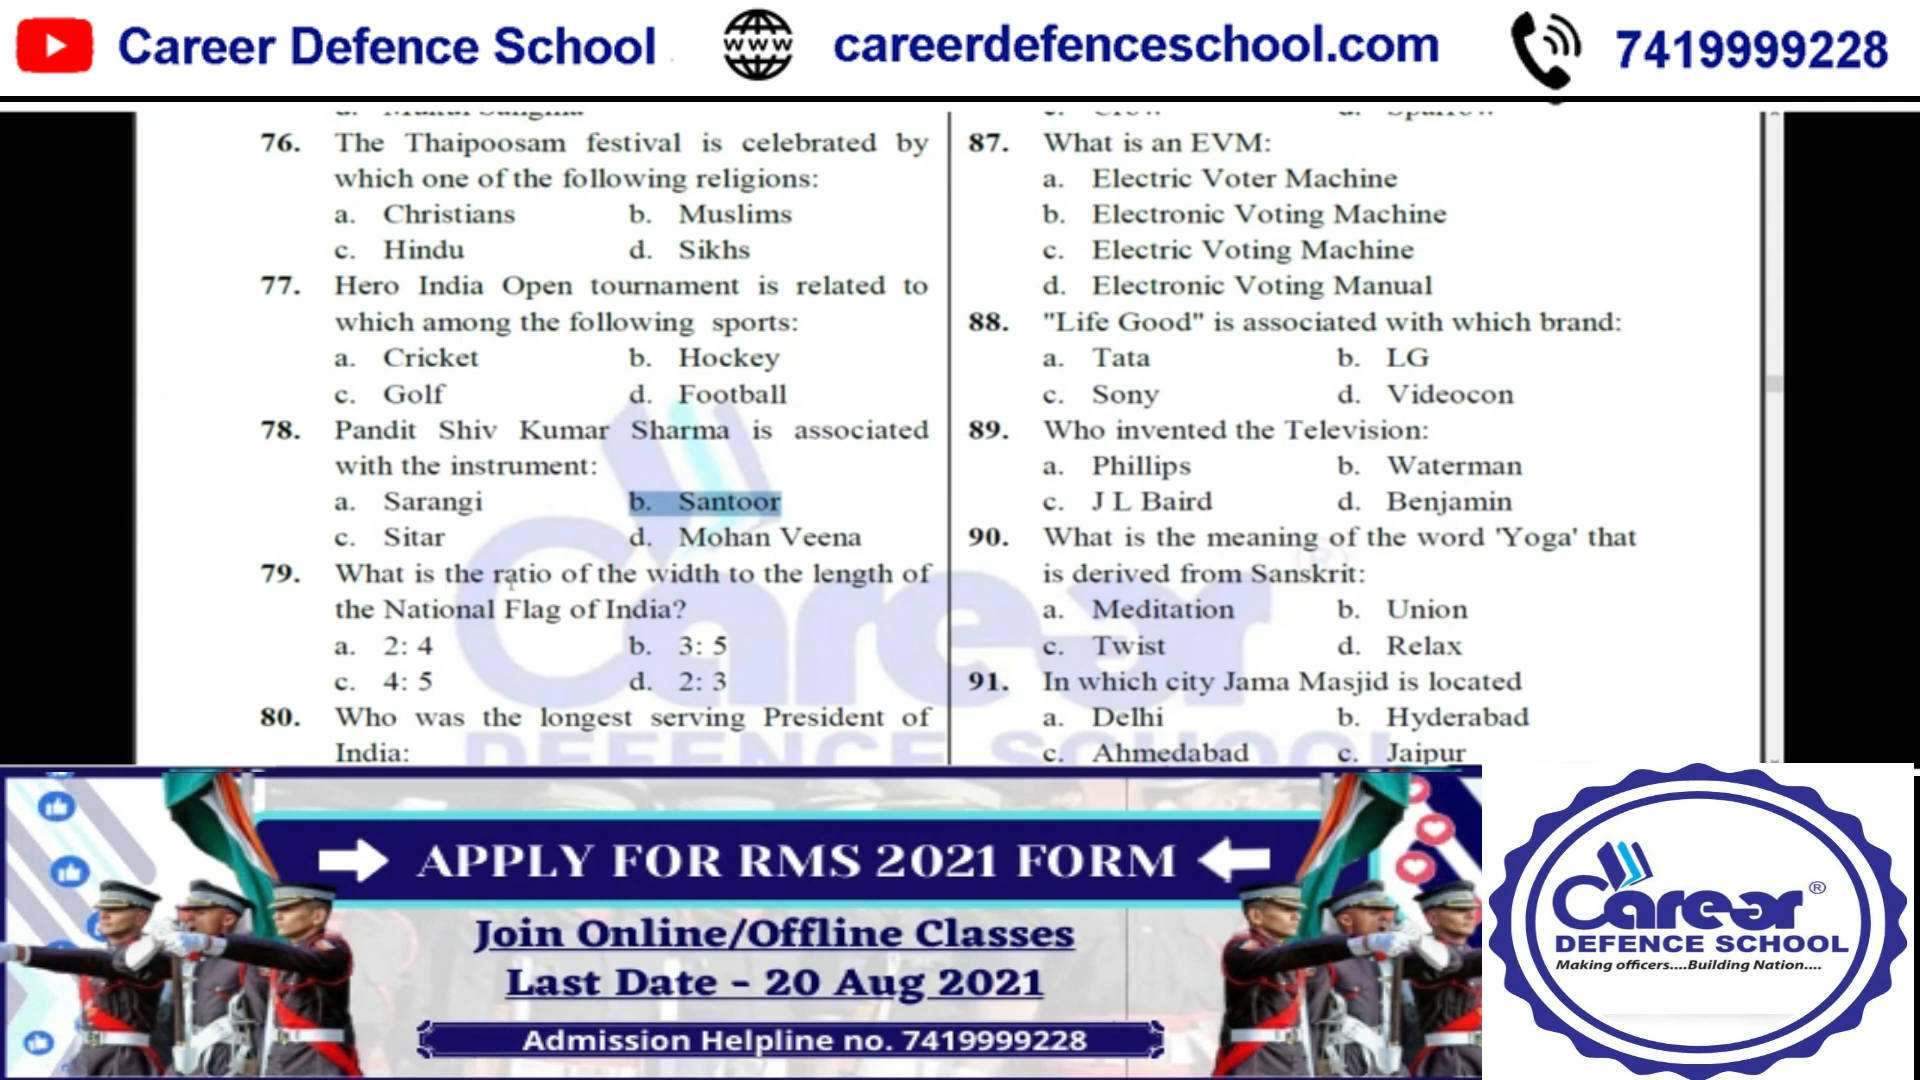 Career Defence School
www
careerdefenceschool.com
7419999228
76. The Thaipoosam festival is celebrated by
which one of the following religions:
a. Christians b. Muslims
c. Hindu d. Sikhs
77. Hero India Open tournament is related to
which among the following sports:
a. Cricket b. Hockey
c. Golf d. Football
78. Pandit Shiv Kumar Sharma is associated
with the instrument:
a. Sarangi b. Santoor
c. Sitar d. Mohan Veena
79. What is the ratio of the width to the length of
the National Flag of India?
a. 2: 4 b. 3: 5
c. 4: 5 d. 2: 3
80. Who was the longest serving President of
India:
87. What is an EVM:
a. Electric Voter Machine
b. Electronic Voting Machine
c. Electric Voting Machine
d. Electronic Voting Manual
88. "Life Good" is associated with which brand:
a. Tata b. LG
c. Sony d. Videocon
89. Who invented the Television:
a. Phillips b. Waterman
c. J L Baird d. Benjamin
90. What is the meaning of the word 'Yoga' that
is derived from Sanskrit:
a. Meditation b. Union
c. Twist d. Relax
91. In which city Jama Masjid is located
a. Delhi b. Hyderabad
c. Ahmedabad c. Jaipur
Career ®
DEFENCE SCHOOL
APPLY FOR RMS 2021 FORM
Join Online/Offline Classes
Last Date - 20 Aug 2021
Admission Helpline no. 7419999228
Career ®
DEFENCE SCHOOL
Making officers....Building Nation....